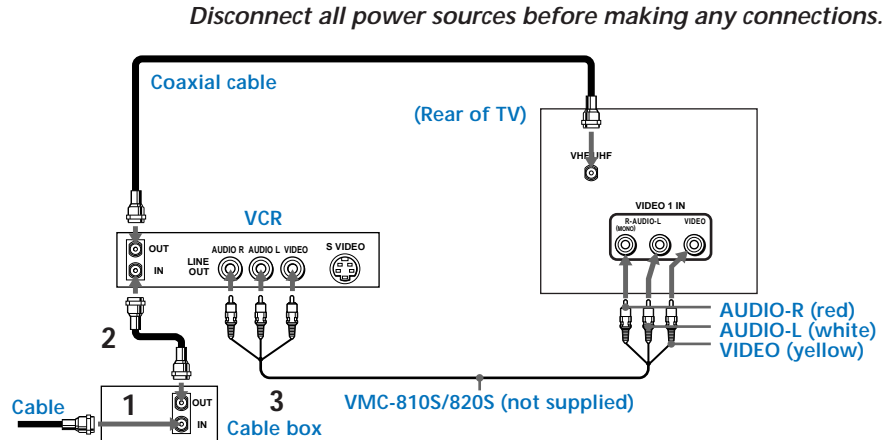 Disconnect all power sources before making any connections.
Coaxial cable
(Rear of TV)
VHF/UHF
VIDEO 1 IN
R-AUDIO-L VIDEO
(MONO)
VCR
OUT
IN
LINE
OUT
AUDIO R AUDIO L VIDEO
S VIDEO
AUDIO-R (red)
AUDIO-L (white)
VIDEO (yellow)
2
1
3
VMC-810S/820S (not supplied)
Cable
OUT
IN
Cable box